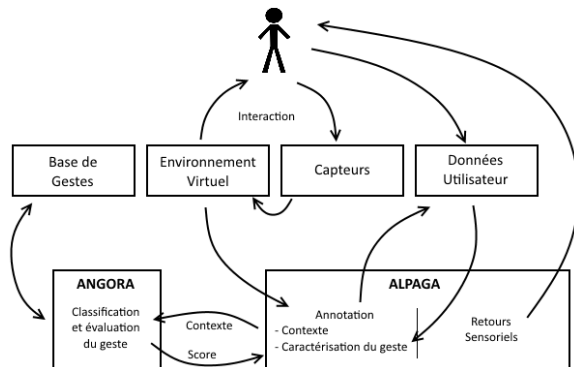 Interaction
Base de
Gestes
Environnement
Virtuel
Capteurs
Données
Utilisateur
ANGORA
Classification
et évaluation
du geste
Contexte
Score
ALPAGA
Annotation
- Contexte
- Caractérisation du geste
Retours
Sensoriels